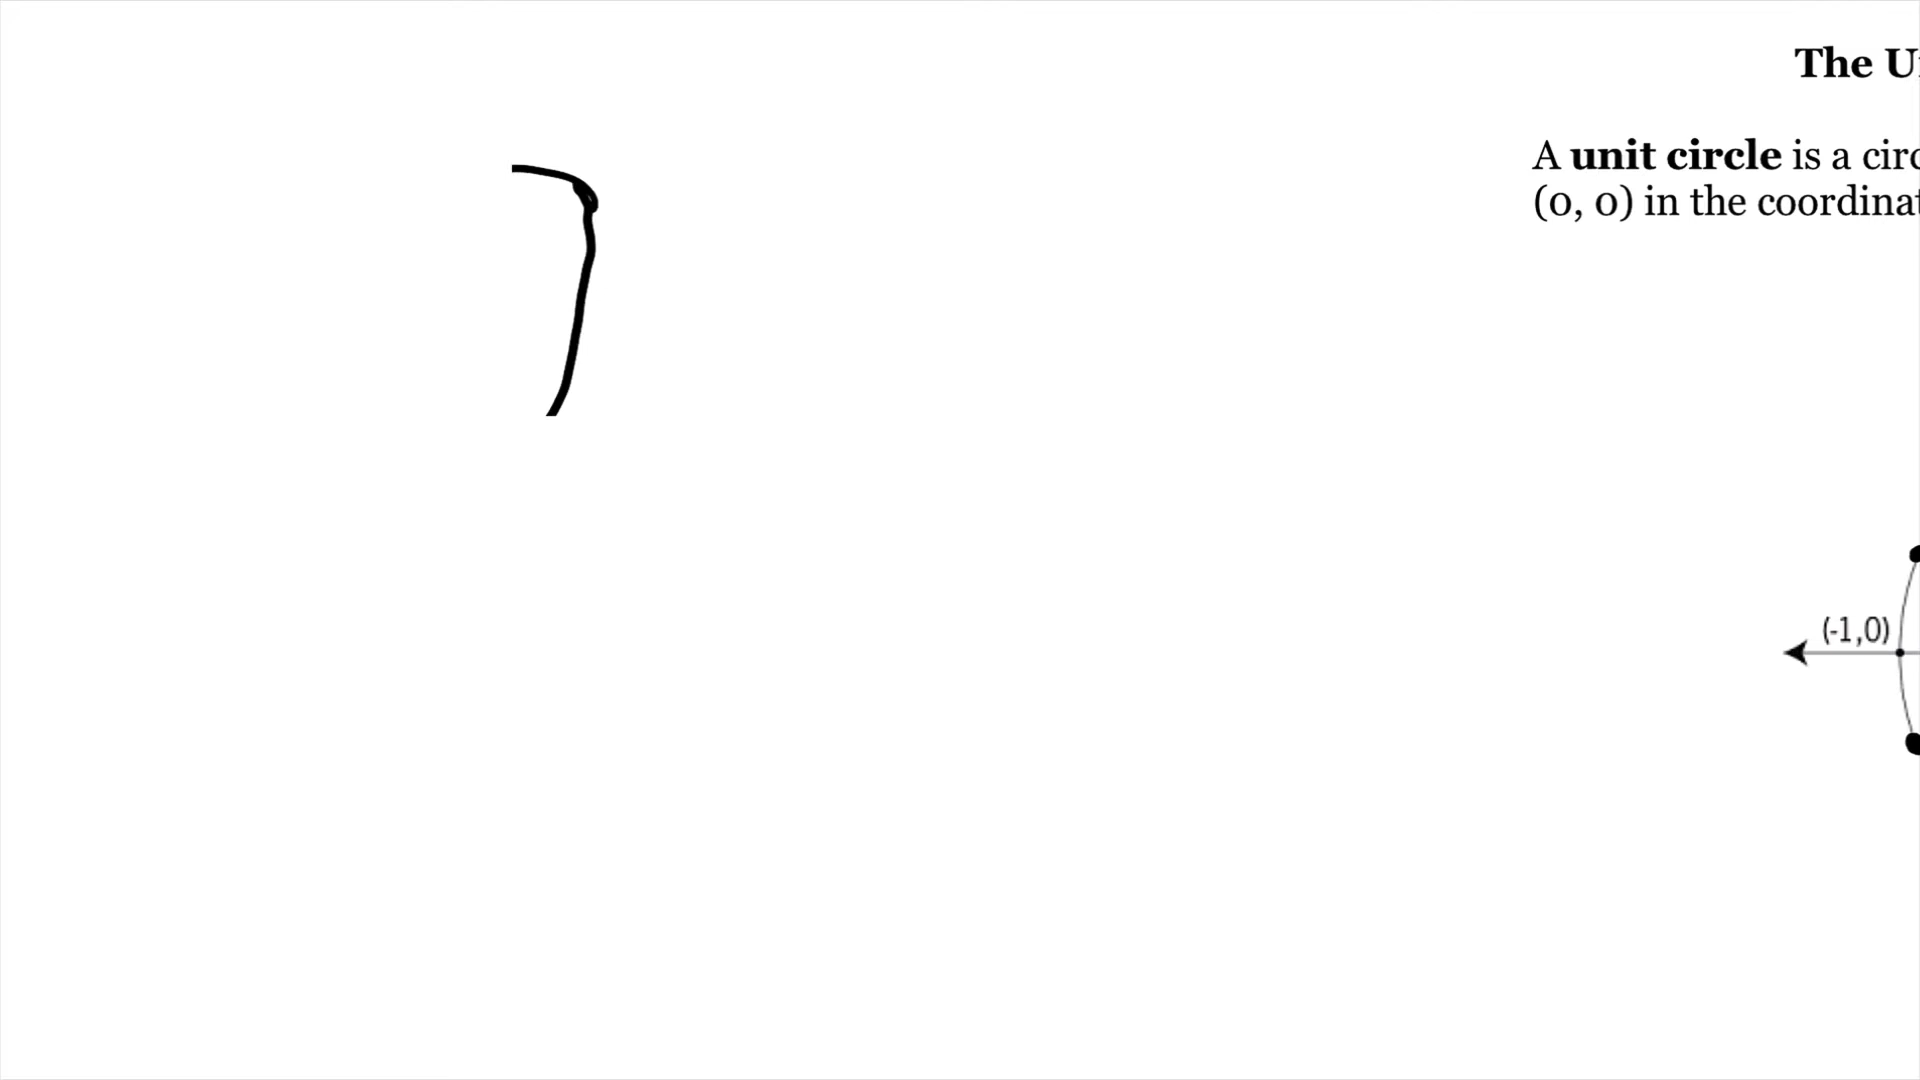 The U
A unit circle is a circ
(0, 0) in the coordinat
(-1,0)